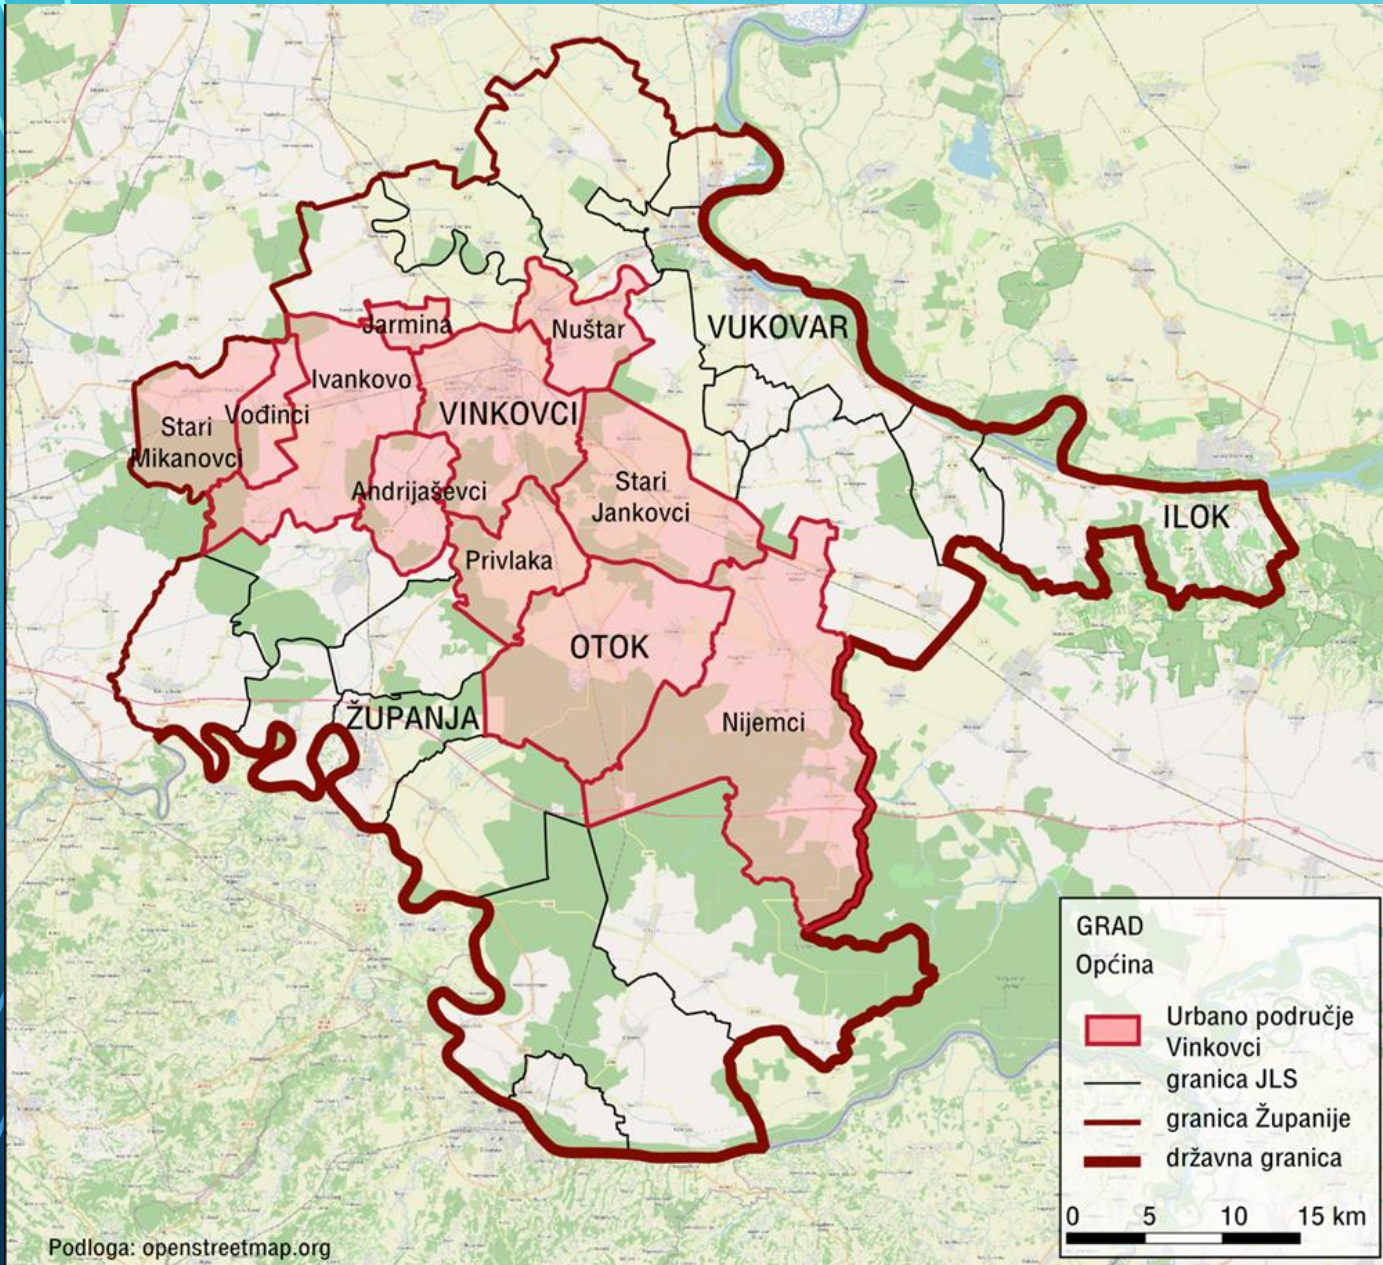 VUKOVAR
Jarmina
Nuštar
Ivankovo
VINKOVCI
Vođinci
Stari
Mikanovci
Andrijaševci
Stari
Jankovci
ILOK
Privlaka
OTOK
ŽUPANJA
Nijemci
GRAD
Općina
Urbano područje
Vinkovci
granica JLS
granica Županije
državna granica
0 5 10 15 km
Podloga: openstreetmap.org